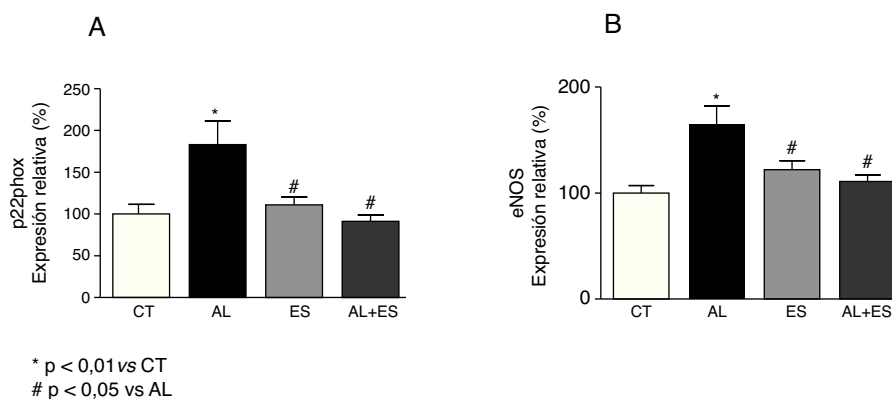 A
p22phox
Expresión relativa (%)
250
200
150
100
50
0
*
#
#
CT
AL
ES
AL+ES
B
eNOS
Expresión relativa (%)
200
100
0
*
#
#
CT
AL
ES
AL+ES
* p < 0,01 vs CT
# p < 0,05 vs AL